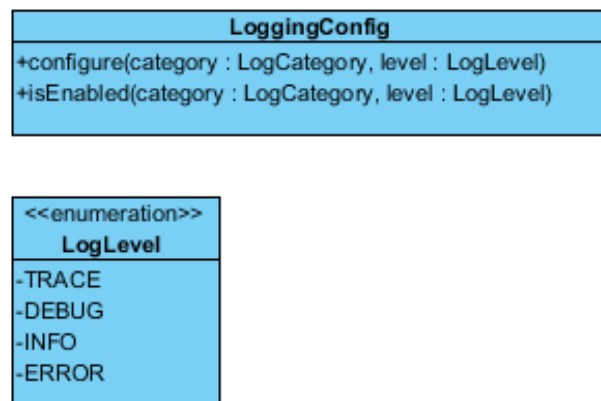 LoggingConfig
+configure(category : LogCategory, level : LogLevel)
+isEnabled(category : LogCategory, level : LogLevel)
<<enumeration>>
LogLevel
-TRACE
-DEBUG
-INFO
-ERROR